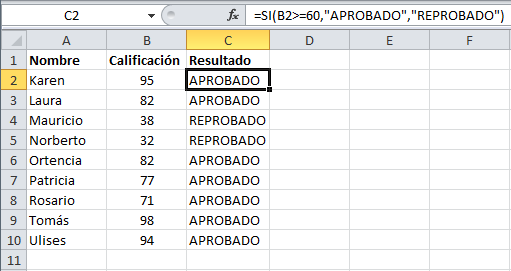 C2 fx =SI(B2>=60,"APROBADO","REPROBADO")
A B C D E F
1 Nombre Calificación Resultado
2 Karen 95 APROBADO
3 Laura 82 APROBADO
4 Mauricio 38 REPROBADO
5 Norberto 32 REPROBADO
6 Ortencia 82 APROBADO
7 Patricia 77 APROBADO
8 Rosario 71 APROBADO
9 Tomás 98 APROBADO
10 Ulises 94 APROBADO
11